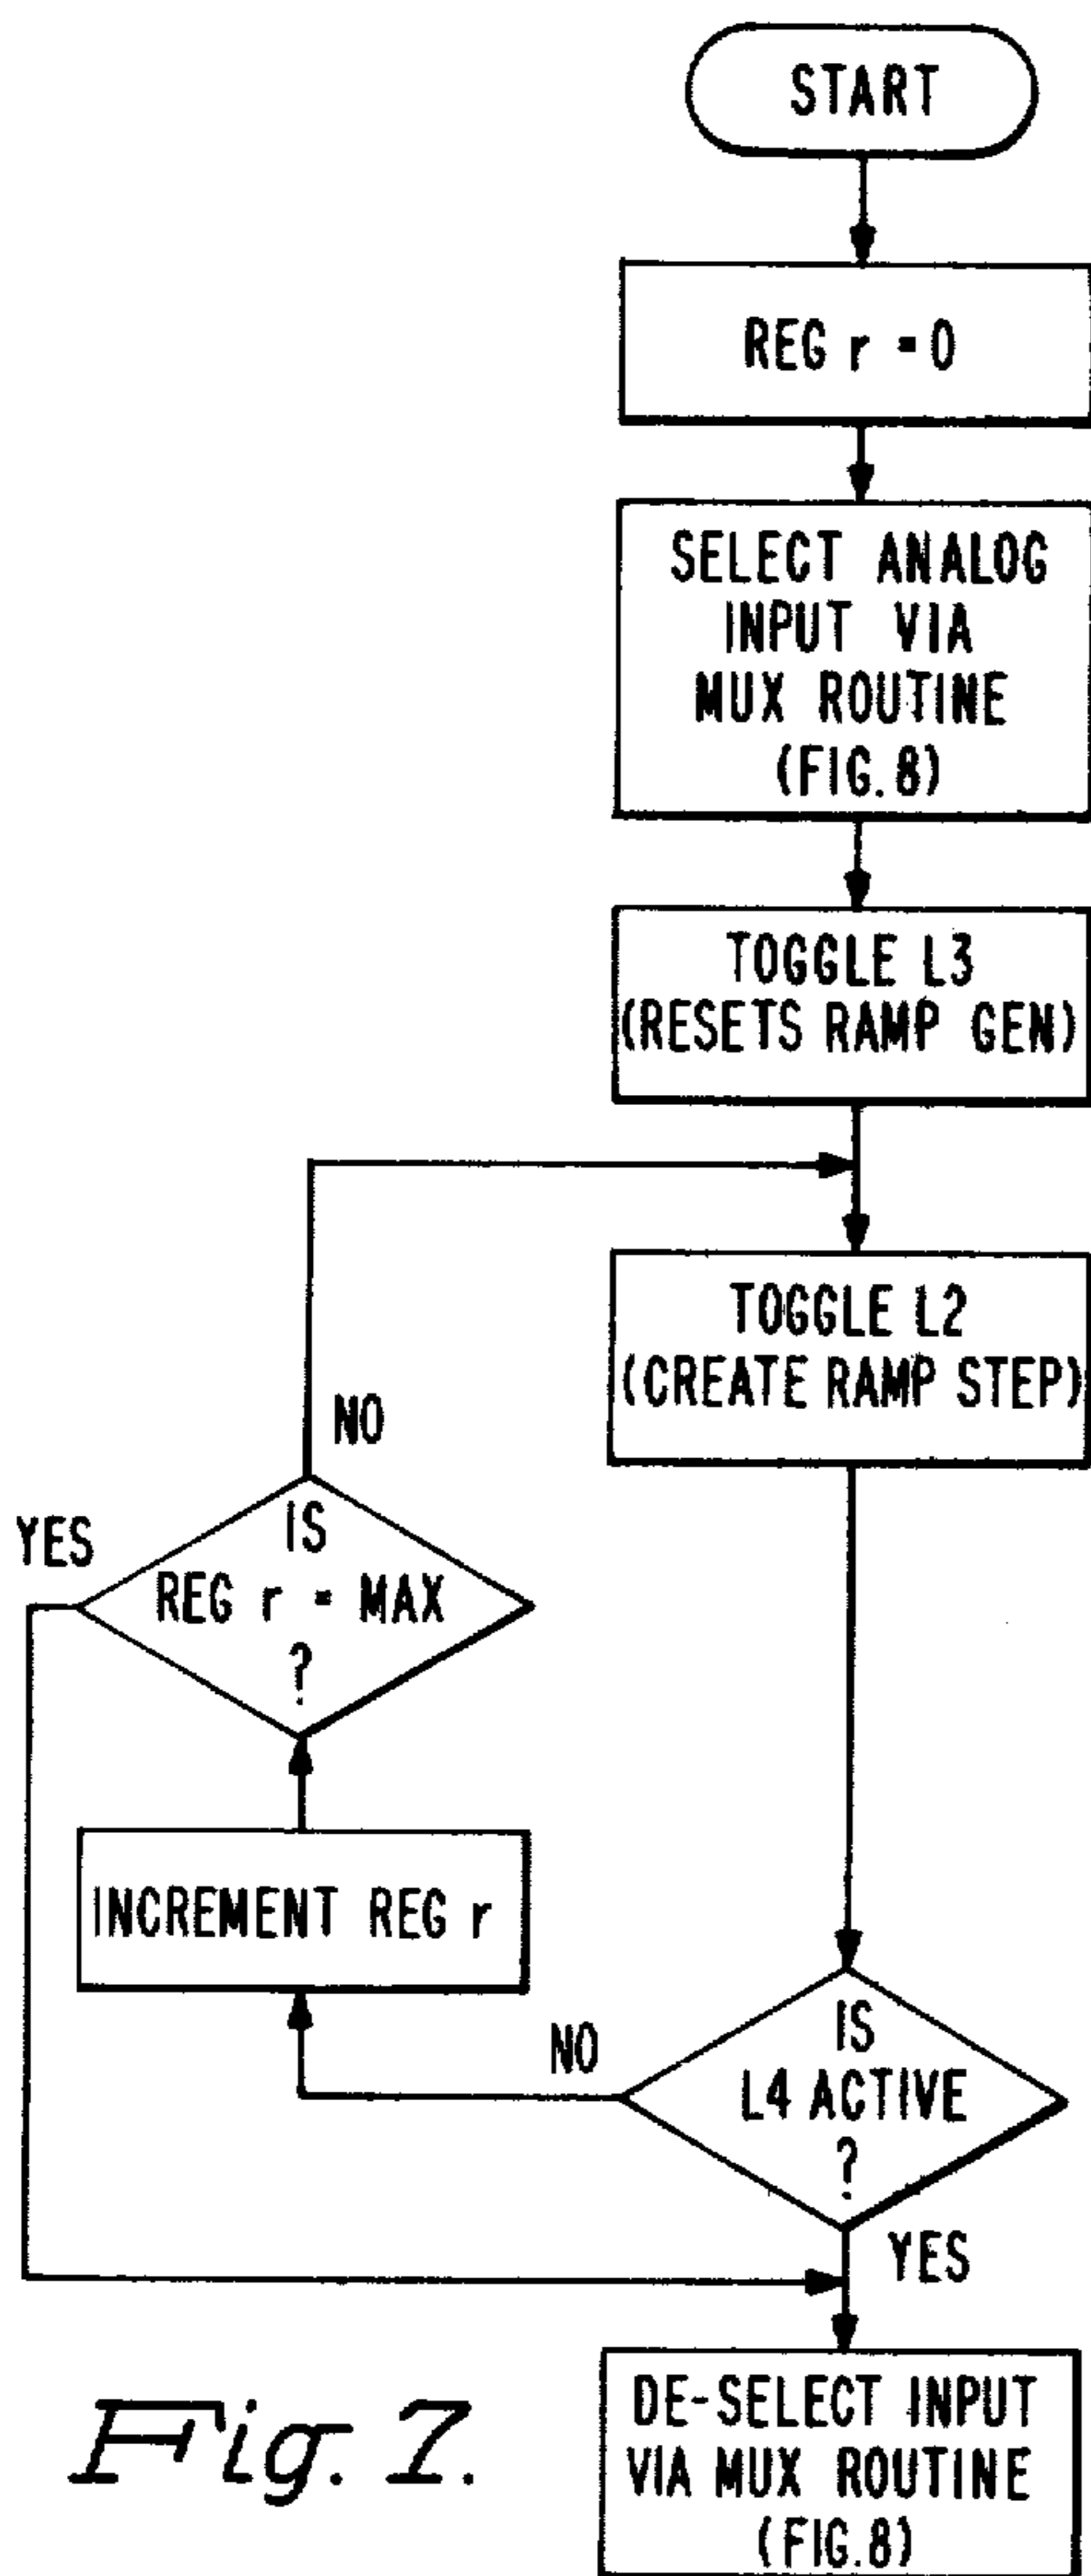 START
REG r = 0
SELECT ANALOG
INPUT VIA
MUX ROUTINE
(FIG. 8)
TOGGLE L3
(RESETS RAMP GEN)
TOGGLE L2
(CREATE RAMP STEP)
NO
YES
IS
REG r = MAX
?
INCREMENT REG r
NO
IS
L4 ACTIVE
?
YES
DE-SELECT INPUT
VIA MUX ROUTINE
(FIG. 8)
Fig. 7.